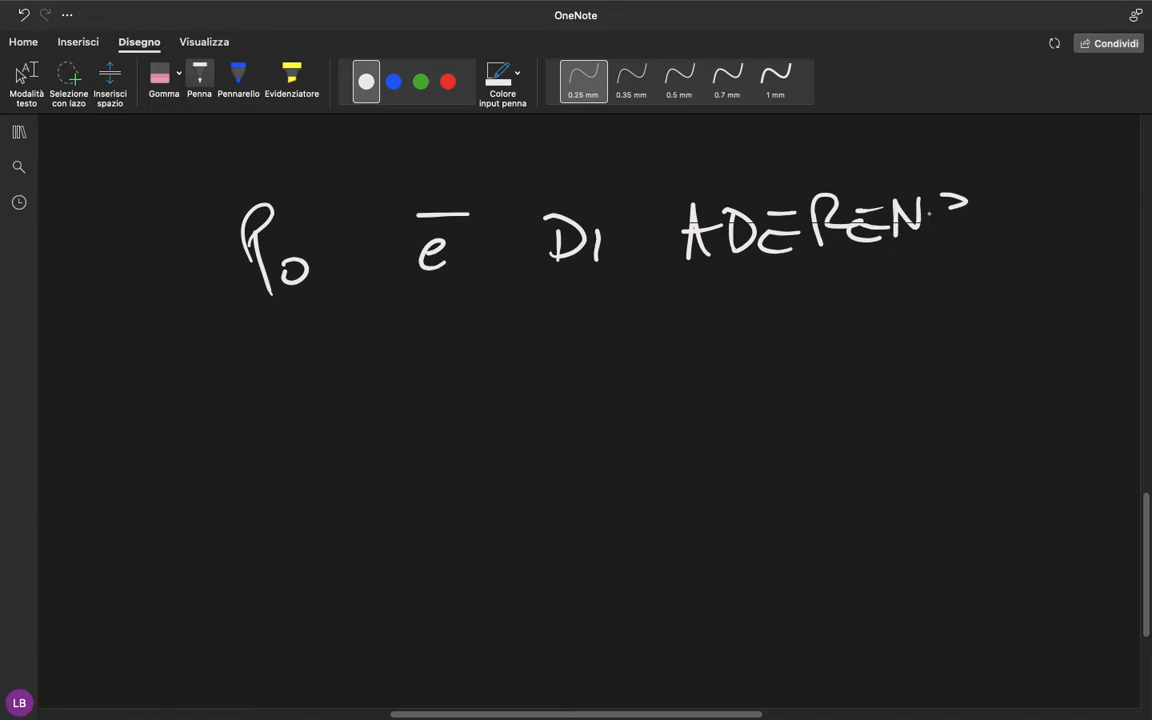 OneNote
Home Inserisci Disegno Visualizza
Condividi
Modalità testo
Selezione con lazo
Inserisci spazio
Gomma
Penna
Pennarello
Evidenziatore
Colore input penna
0.25 mm
0.35 mm
0.5 mm
0.7 mm
1 mm
P0 e DI ADEREN
LB